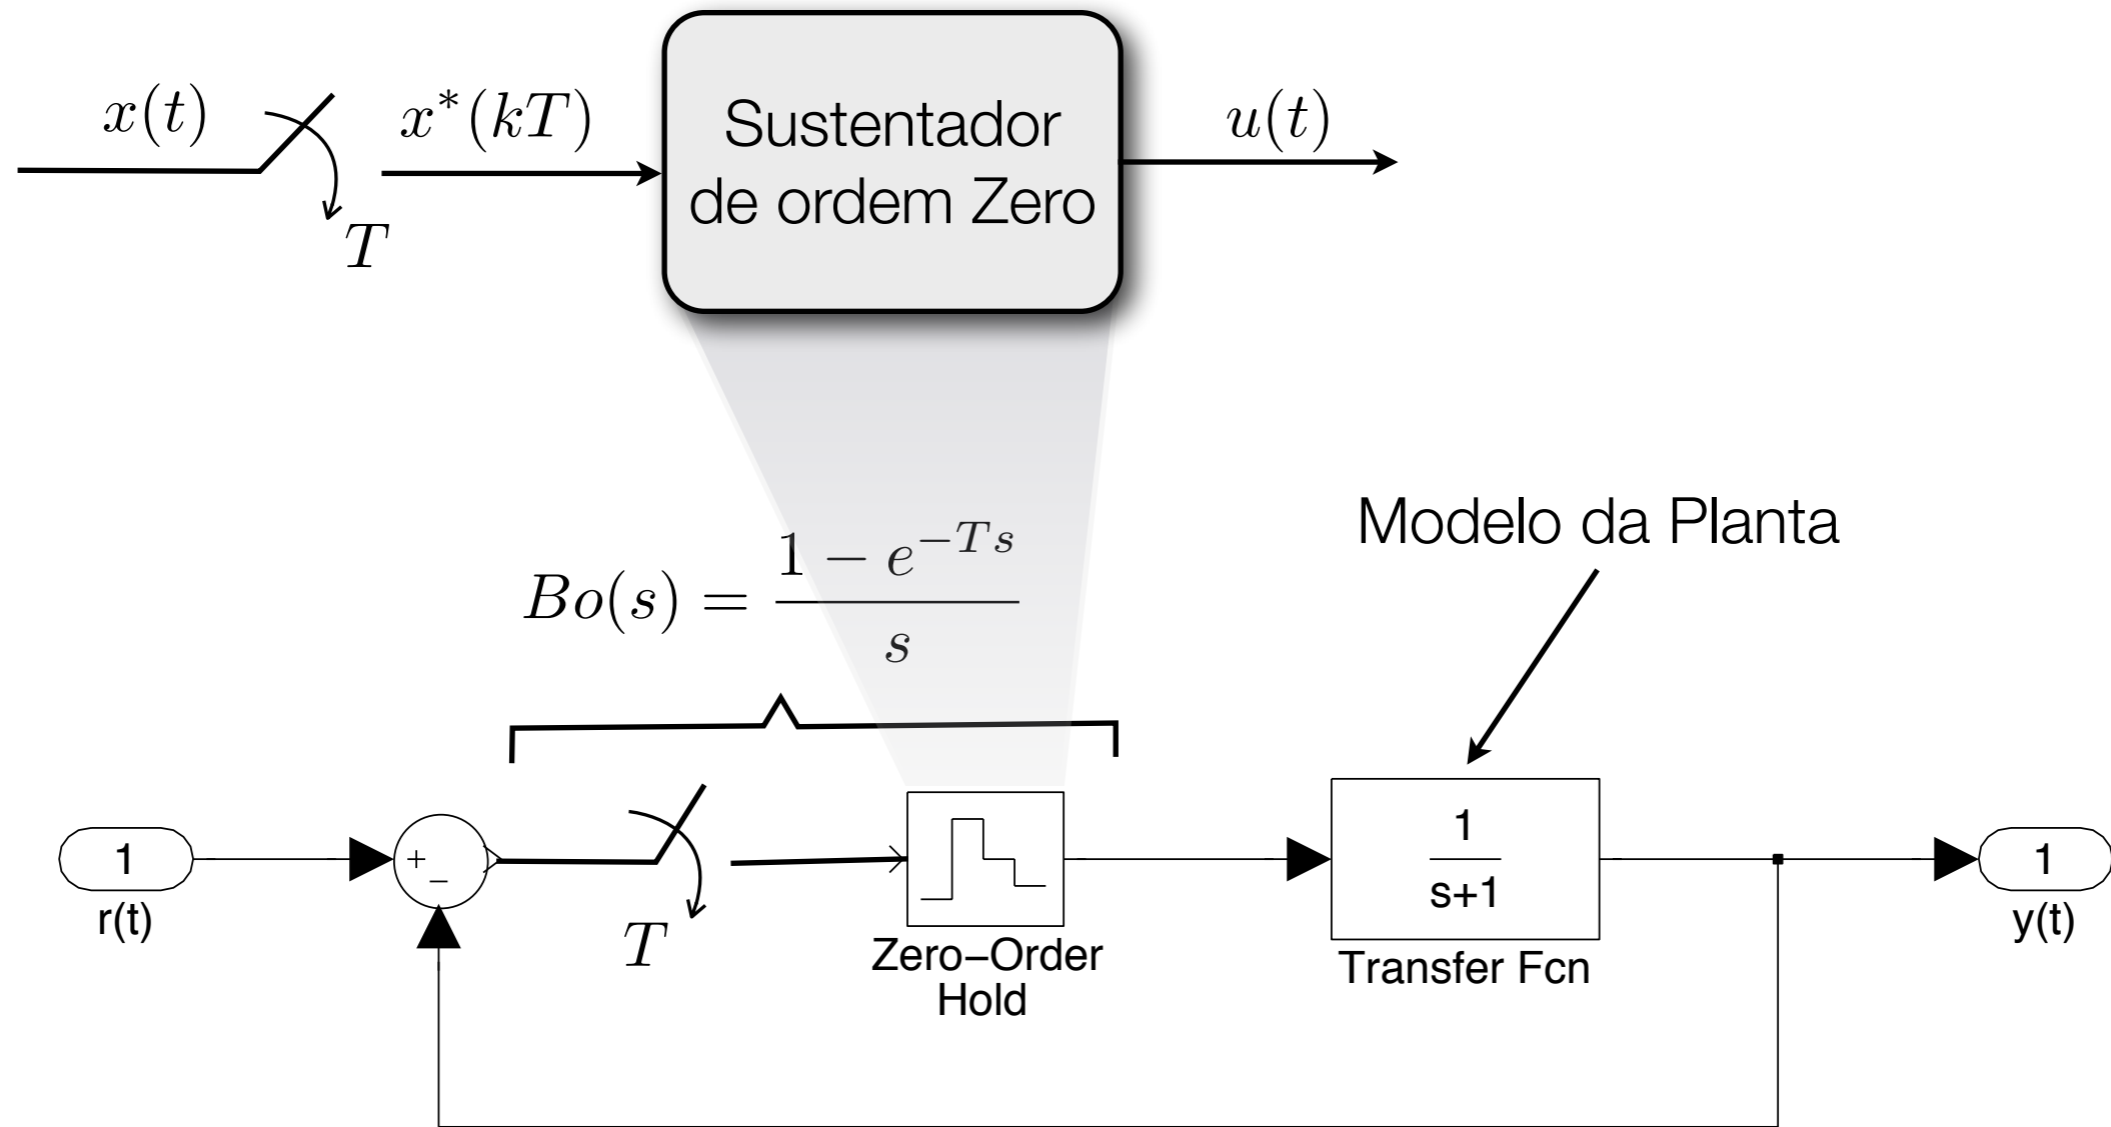 x(t)
x*(kT)
u(t)
T
Sustentador
de ordem Zero
Modelo da Planta
Bo(s) = \frac{1 - e^{-Ts}}{s}
1
r(t)
+
−
T
Zero−Order
Hold
1
s+1
Transfer Fcn
1
y(t)